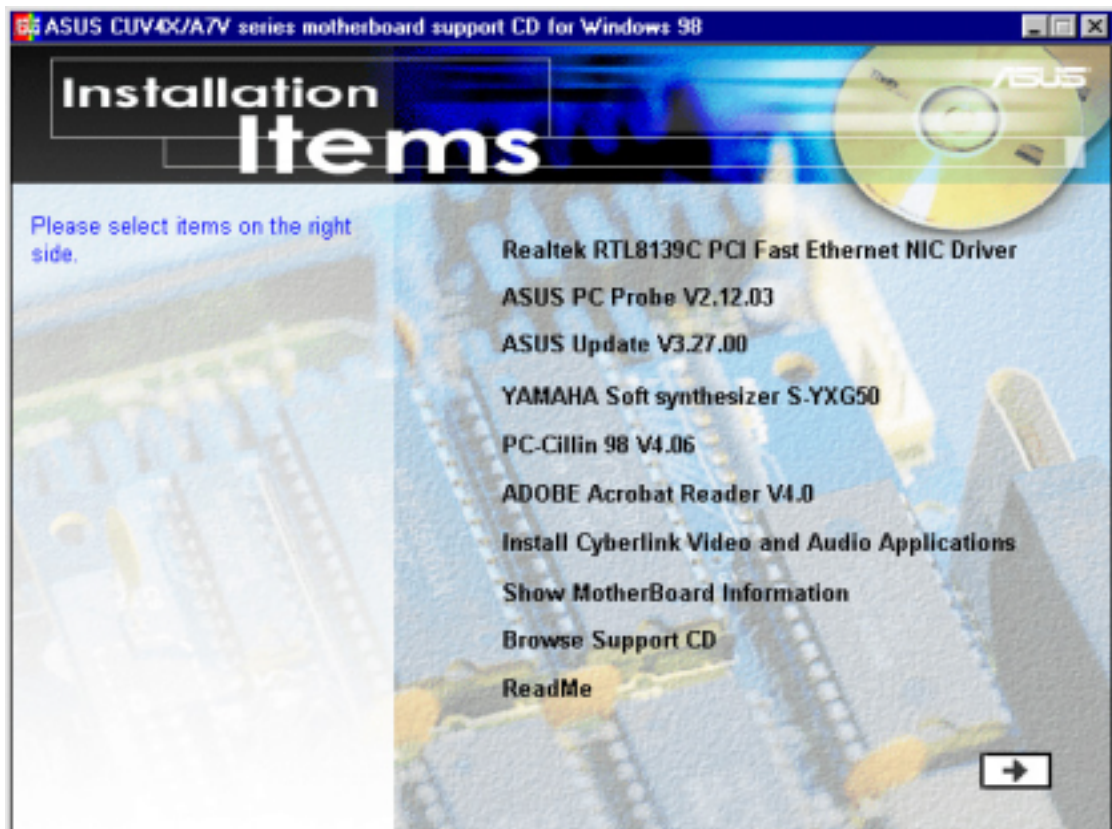 ASUS CUV4X/A7V series motherboard support CD for Windows 98
Installation
Items
ASUS
Please select items on the right
side.
Realtek RTL8139C PCI Fast Ethernet NIC Driver
ASUS PC Probe V2.12.03
ASUS Update V3.27.00
YAMAHA Soft synthesizer S-YXG50
PC-Cillin 98 V4.06
ADOBE Acrobat Reader V4.0
Install Cyberlink Video and Audio Applications
Show MotherBoard Information
Browse Support CD
ReadMe